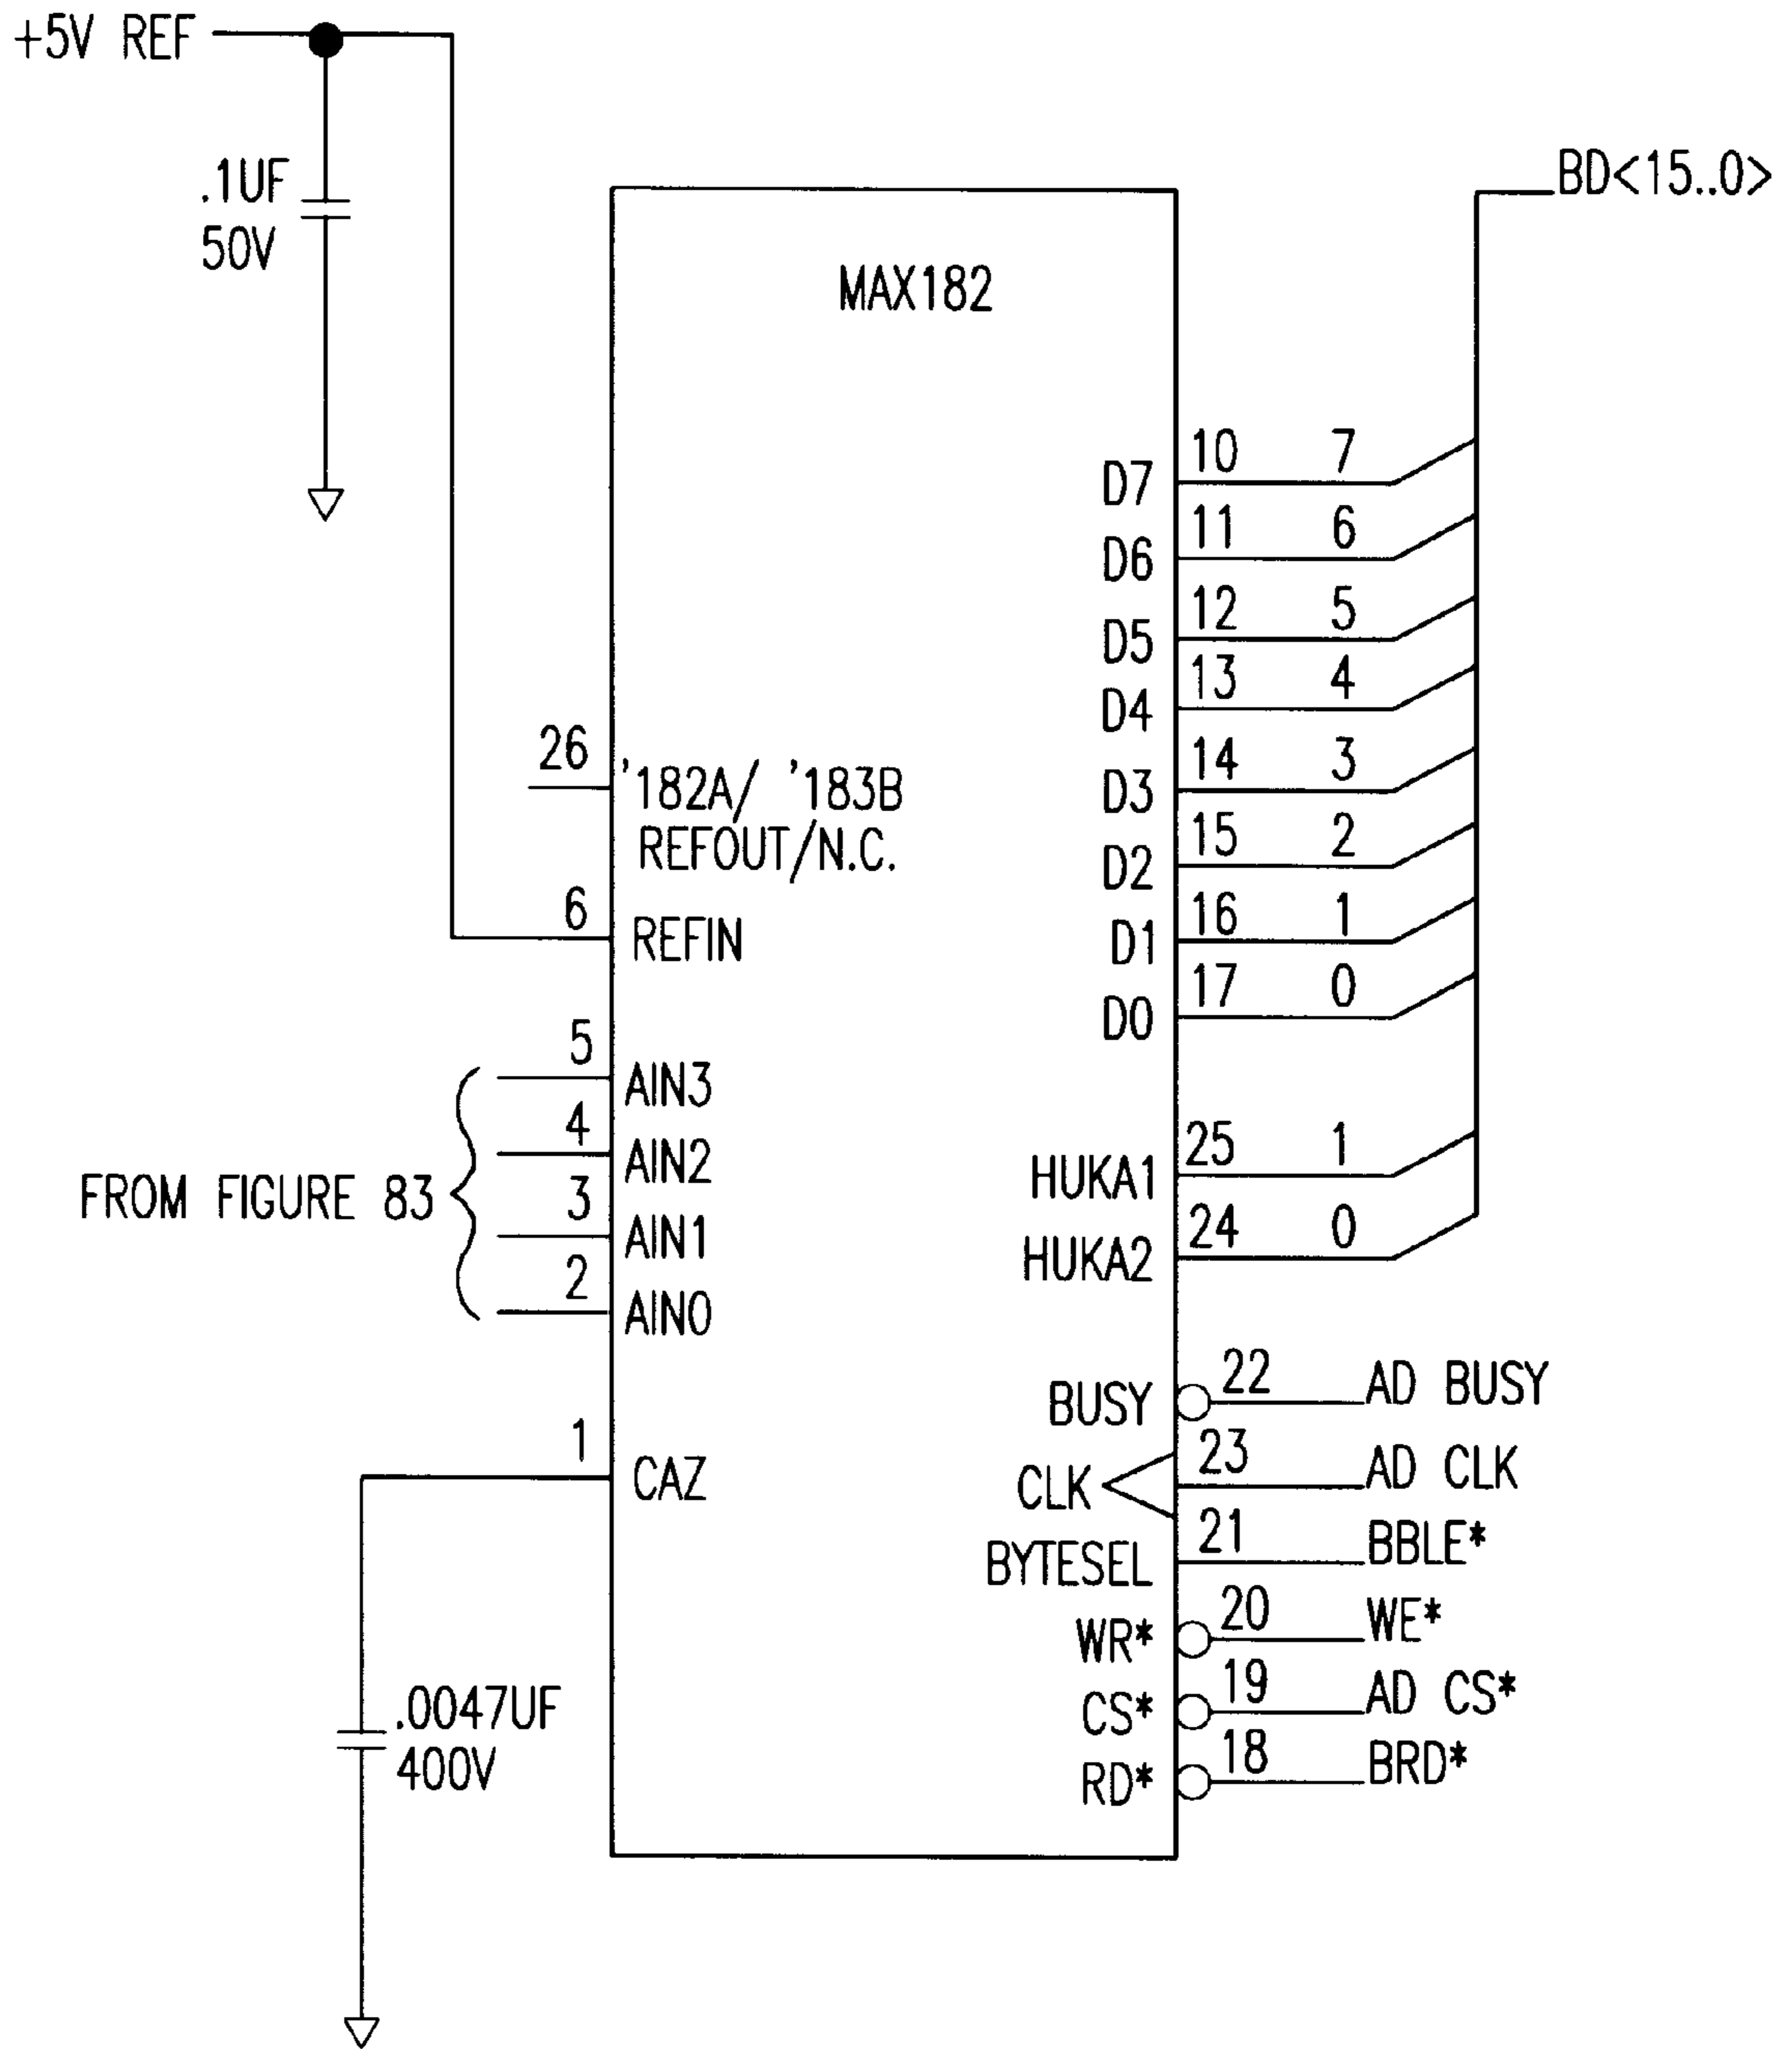 +5V REF
.1UF
50V
BD<15..0>
MAX182
D7 10 7
D6 11 6
D5 12 5
D4 13 4
D3 14 3
D2 15 2
D1 16 1
D0 17 0
26 '182A/ '183B
REFOUT/N.C.
6 REFIN
5 AIN3
4 AIN2
3 AIN1
2 AIN0
FROM FIGURE 83
HUKA1 25 1
HUKA2 24 0
1 CAZ
.0047UF
400V
BUSY 22 AD BUSY
CLK 23 AD CLK
BYTESEL 21 BBLE*
WR* 20 WE*
CS* 19 AD CS*
RD* 18 BRD*